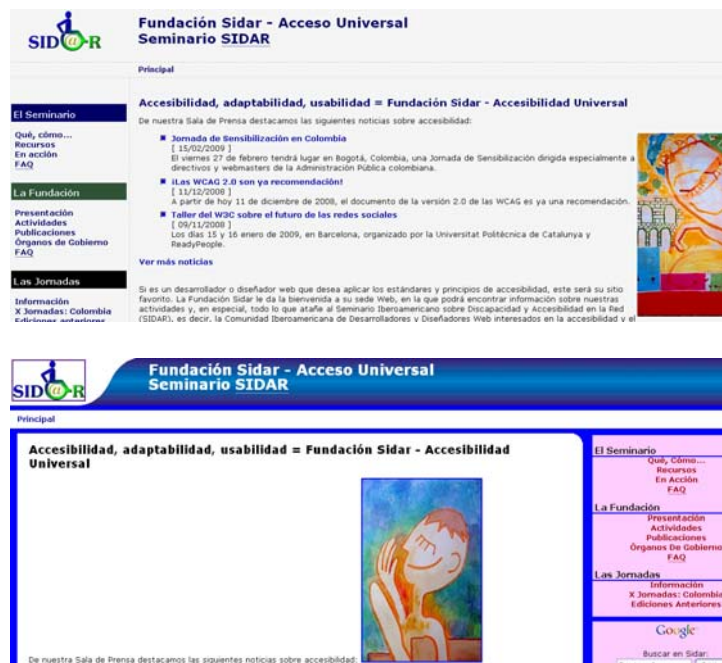 SID@R
Fundación Sidar - Acceso Universal
Seminario SIDAR
Principal
El Seminario
Qué, cómo...
Recursos
En acción
FAQ
La Fundación
Presentación
Actividades
Publicaciones
Órganos de Gobierno
FAQ
Las Jornadas
Información
X Jornadas: Colombia
Ediciones anteriores
Accesibilidad, adaptabilidad, usabilidad = Fundación Sidar - Accesibilidad Universal
De nuestra Sala de Prensa destacamos las siguientes noticias sobre accesibilidad:
Jornada de Sensibilización en Colombia
[ 15/02/2009 ]
El viernes 27 de febrero tendrá lugar en Bogotá, Colombia, una Jornada de Sensibilización dirigida especialmente a
directivos y webmasters de la Administración Pública colombiana.
¡Las WCAG 2.0 son ya recomendación!
[ 11/12/2008 ]
A partir de hoy 11 de diciembre de 2008, el documento de la versión 2.0 de las WCAG es ya una recomendación.
Taller del W3C sobre el futuro de las redes sociales
[ 09/11/2008 ]
Los días 15 y 16 enero de 2009, en Barcelona, organizado por la Universitat Politécnica de Catalunya y
ReadyPeople.
Ver más noticias
Si es un desarrollador o diseñador web que desea aplicar los estándares y principios de accesibilidad, este será su sitio
favorito. La Fundación Sidar le da la bienvenida a su sede Web, en la que podrá encontrar información sobre nuestras
actividades y, en especial, todo lo que atañe al Seminario Iberoamericano sobre Discapacidad y Accesibilidad en la Red
(SIDAR), es decir, la Comunidad Iberoamericana de Desarrolladores y Diseñadores Web interesados en la accesibilidad y el
SID@R
Fundación Sidar - Acceso Universal
Seminario SIDAR
Principal
Accesibilidad, adaptabilidad, usabilidad = Fundación Sidar - Accesibilidad
Universal
De nuestra Sala de Prensa destacamos las siguientes noticias sobre accesibilidad:
El Seminario
Qué, Cómo...
Recursos
En Acción
FAQ
La Fundación
Presentación
Actividades
Publicaciones
Órganos De Gobierno
FAQ
Las Jornadas
Información
X Jornadas: Colombia
Ediciones Anteriores
Google
Buscar en Sidar: